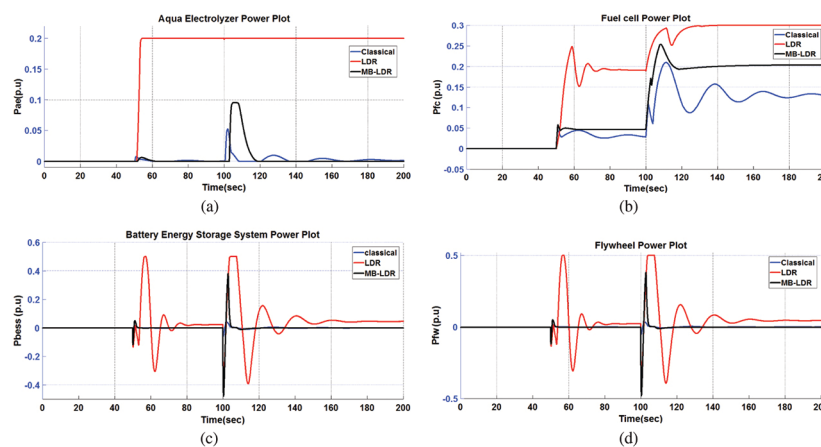 Aqua Electrolyzer Power Plot
Pae(p.u)
0.2
0.15
0.1
0.05
0
Classical
LDR
MB-LDR
0 20 40 60 80 100 120 140 160 180 200
Time(sec)
(a)
Fuel cell Power Plot
Pfc(p.u)
0.3
0.25
0.2
0.15
0.1
0.05
0
-0.05
Classical
LDR
MB-LDR
0 20 40 60 80 100 120 140 160 180 200
Time(sec)
(b)
Battery Energy Storage System Power Plot
Pbess (p.u)
0.6
0.4
0.2
0
-0.2
-0.4
classical
LDR
MB-LDR
0 20 40 60 80 100 120 140 160 180 200
Time(sec)
(c)
Flywheel Power Plot
Pfw (p.u)
0.5
0
-0.5
Classical
LDR
MB-LDR
0 20 40 60 80 100 120 140 160 180 200
Time(sec)
(d)